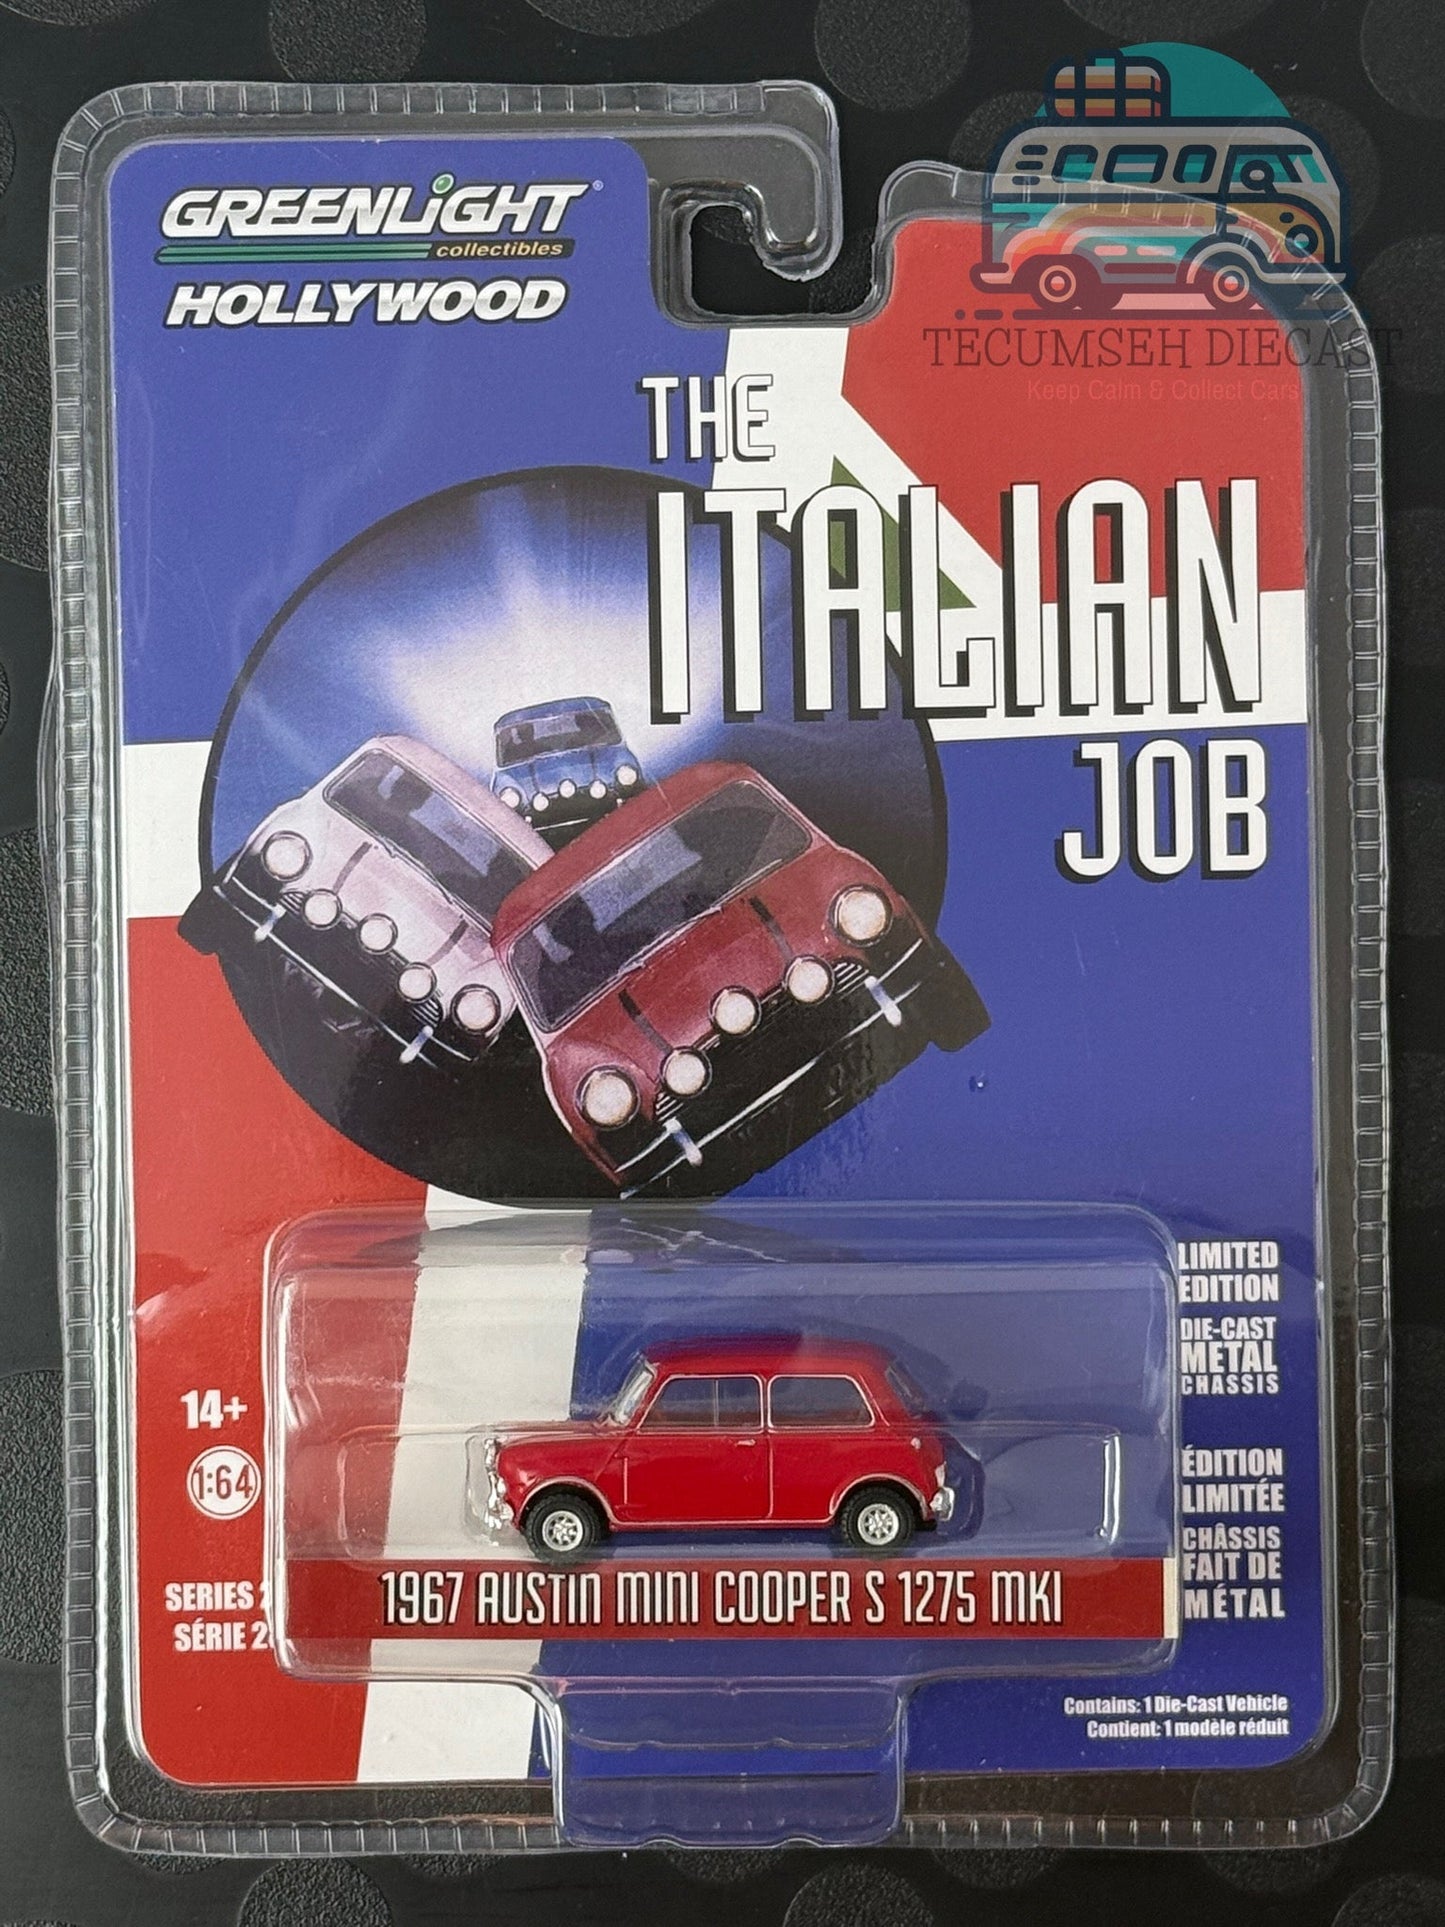 GREENLiGHT®
collectibles
HOLLYWOOD
TECUMSEH DIECAST
Keep Calm & Collect Cars
THE
ITALIAN
JOB
LIMITED
EDITION
DIE-CAST
METAL
CHASSIS
14+
1:64
ÉDITION
LIMITÉE
CHÂSSIS
FAIT DE
MÉTAL
SERIES
SÉRIE
1967 AUSTIN MINI COOPER S 1275 MKI
Contains: 1 Die-Cast Vehicle
Contient: 1 modèle réduit